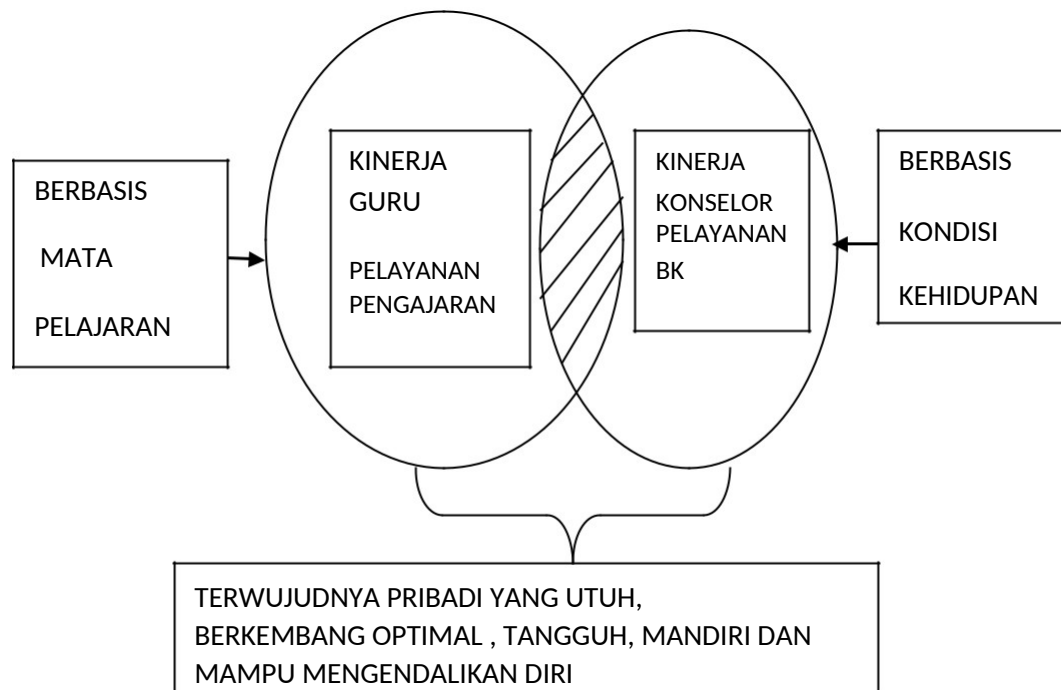 BERBASIS
MATA
PELAJARAN
KINERJA
GURU
PELAYANAN
PENGAJARAN
KINERJA
KONSELOR
PELAYANAN
BK
BERBASIS
KONDISI
KEHIDUPAN
TERWUJUDNYA PRIBADI YANG UTUH,
BERKEMBANG OPTIMAL , TANGGUH, MANDIRI DAN
MAMPU MENGENDALIKAN DIRI